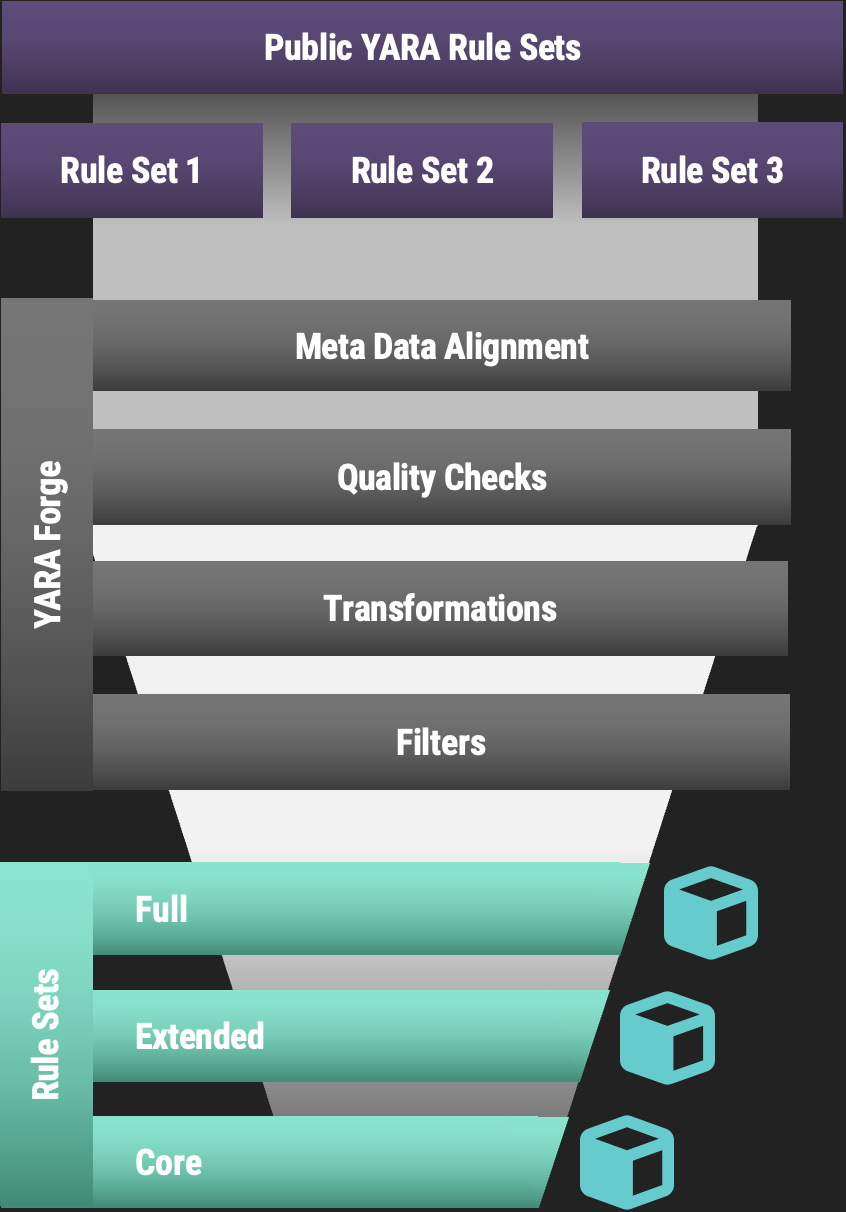 Public YARA Rule Sets
Rule Set 1
Rule Set 2
Rule Set 3
YARA Forge
Meta Data Alignment
Quality Checks
Transformations
Filters
Rule Sets
Full
Extended
Core